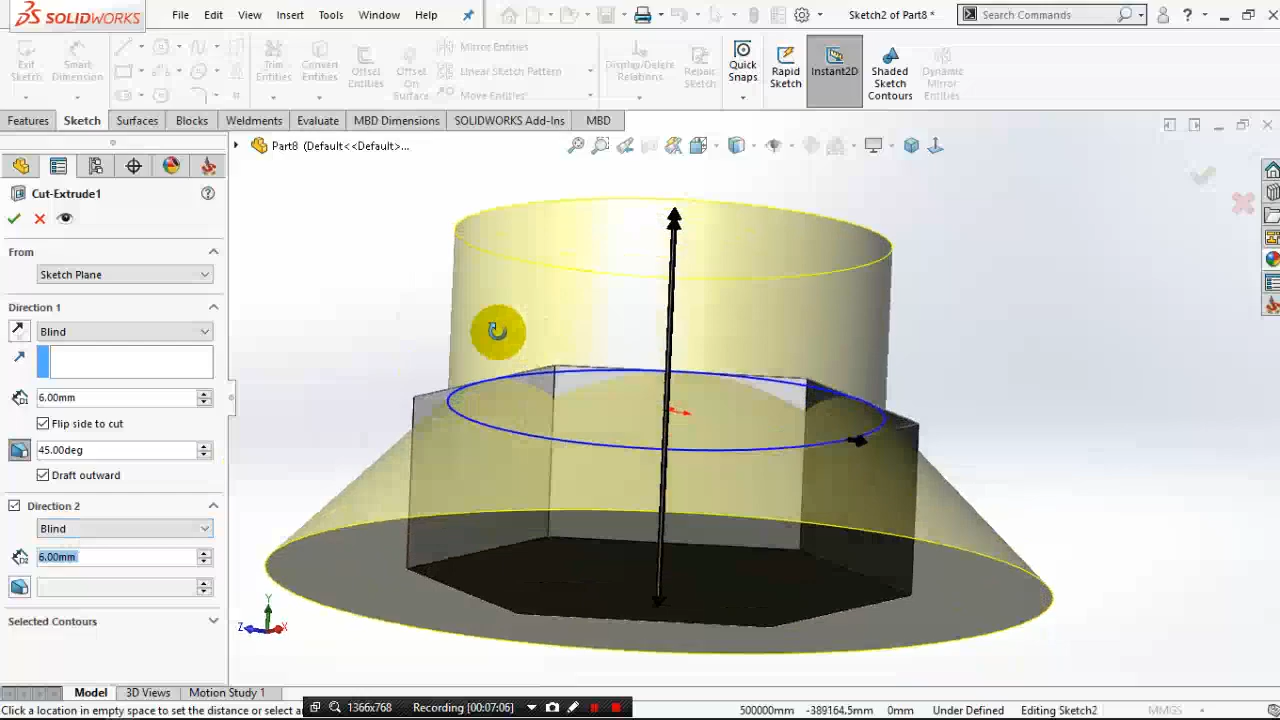 SOLIDWORKS File Edit View Insert Tools Window Help Sketch2 of Part8 * Search Commands ?
Exit Sketch Smart Dimension Trim Entities Convert Entities Offset Entities Offset On Surface Mirror Entities Linear Sketch Pattern Move Entities Display/Delete Relations Repair Sketch Quick Snaps Rapid Sketch Instant2D Shaded Sketch Contours Dynamic Mirror Entities
Features Sketch Surfaces Blocks Weldments Evaluate MBD Dimensions SOLIDWORKS Add-Ins MBD
Part8 (Default<<Default>...
Cut-Extrude1
From
Sketch Plane
Direction 1
Blind
6.00mm
Flip side to cut
45.00deg
Draft outward
Direction 2
Blind
6.00mm
Selected Contours
Y
Z X
Model 3D Views Motion Study 1
Click a location in empty space to set the distance or select a 1366x768 Recording [00:07:06] 500000mm -389164.5mm 0mm Under Defined Editing Sketch2 MMGS